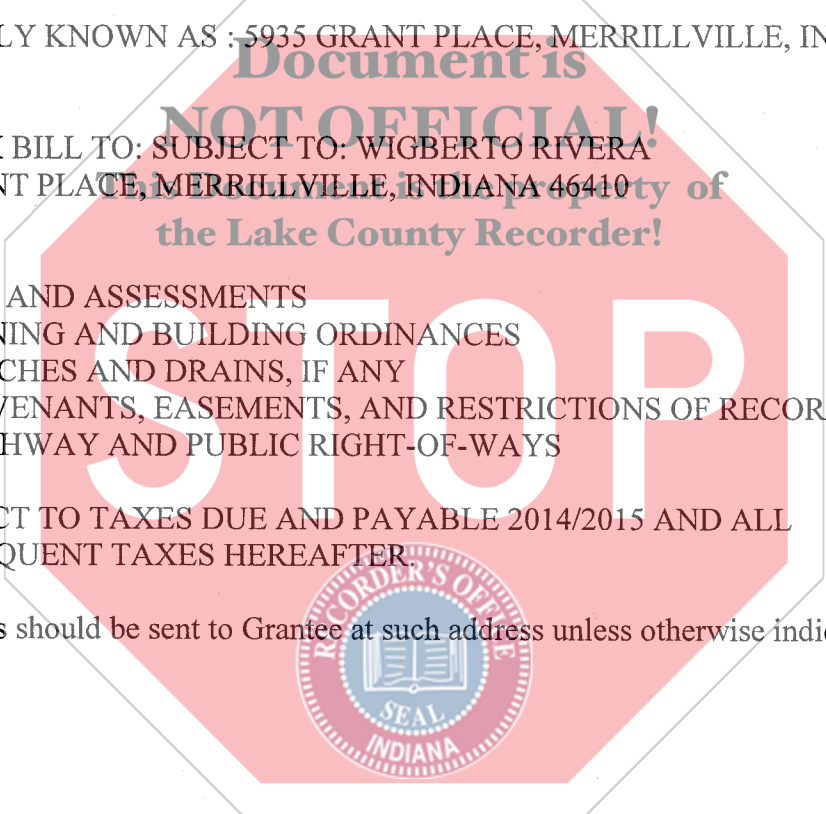 LY KNOWN AS : 5935 GRANT PLACE, MERRILLVILLE, IN
Document is
NOT OFFICIAL!
BILL TO: SUBJECT TO: WIGBERTO RIVERA
NT PLACE, MERRILLVILLE, INDIANA 46410
This Document is the property of
the Lake County Recorder!
AND ASSESSMENTS
NING AND BUILDING ORDINANCES
CHES AND DRAINS, IF ANY
VENANTS, EASEMENTS, AND RESTRICTIONS OF RECOR
HWAY AND PUBLIC RIGHT-OF-WAYS
STOP
CT TO TAXES DUE AND PAYABLE 2014/2015 AND ALL
QUENT TAXES HEREAFTER.
s should be sent to Grantee at such address unless otherwise indi
RECORDER'S OFFICE
SEAL
INDIANA